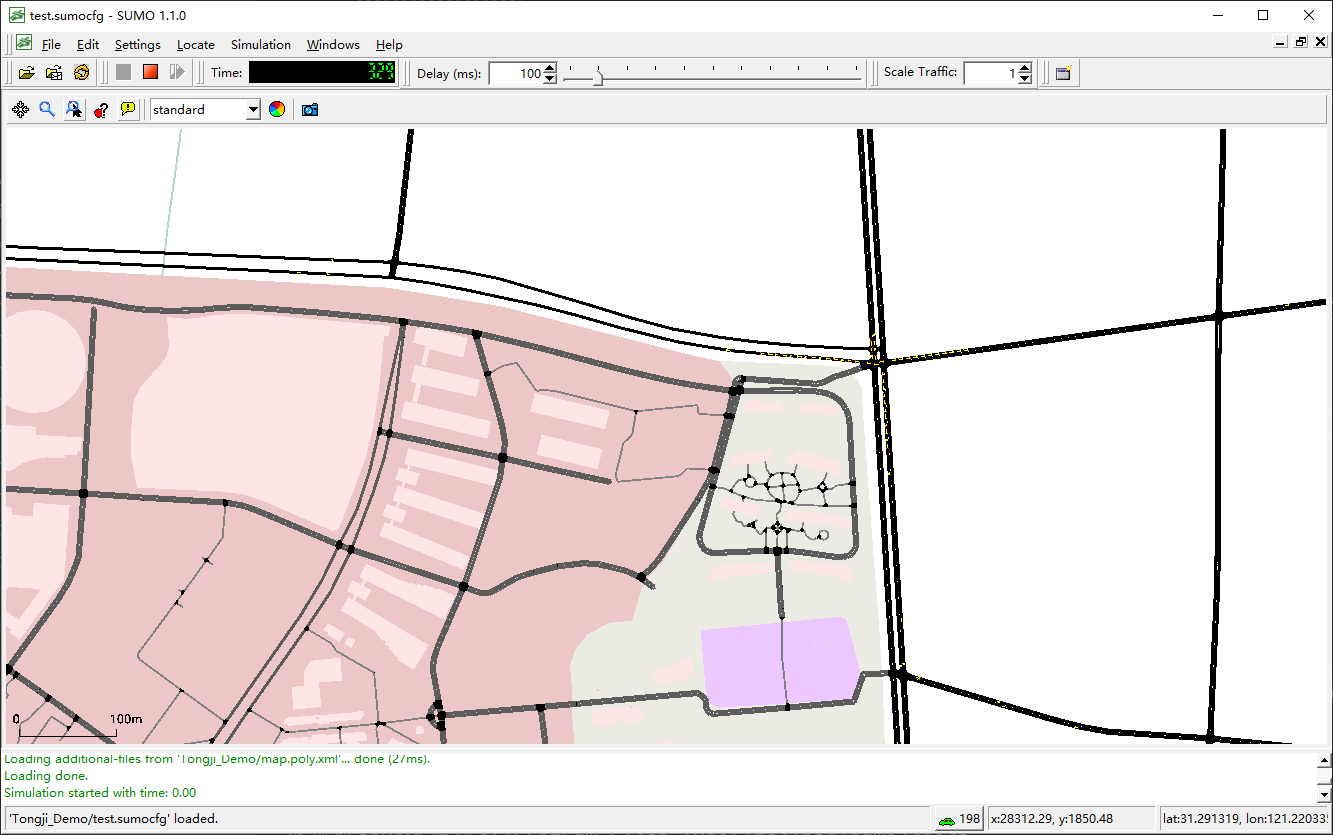 test.sumocfg - SUMO 1.1.0
File Edit Settings Locate Simulation Windows Help
Time: 329 Delay (ms): 100 Scale Traffic: 1
standard
0 100m
Loading additional-files from 'Tongji_Demo/map.poly.xml'... done (27ms).
Loading done.
Simulation started with time: 0.00
'Tongji_Demo/test.sumocfg' loaded. 198 x:28312.29, y:1850.48 lat:31.291319, lon:121.220335